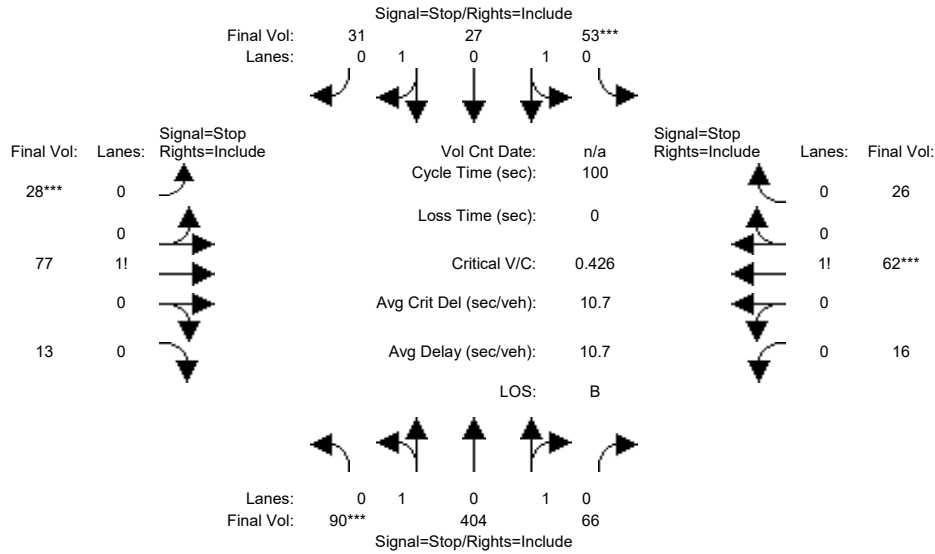 Signal=Stop/Rights=Include
Final Vol: 31 27 53***
Lanes: 0 1 0 1 0
Signal=Stop Signal=Stop
Final Vol: Lanes: Rights=Include Vol Cnt Date: n/a Rights=Include Lanes: Final Vol:
Cycle Time (sec): 100
28*** 0 0 26
Loss Time (sec): 0
0 0
77 1! Critical V/C: 0.426 1! 62***
0 Avg Crit Del (sec/veh): 10.7 0
13 0 Avg Delay (sec/veh): 10.7 0 16
LOS: B
Lanes: 0 1 0 1 0
Final Vol: 90*** 404 66
Signal=Stop/Rights=Include